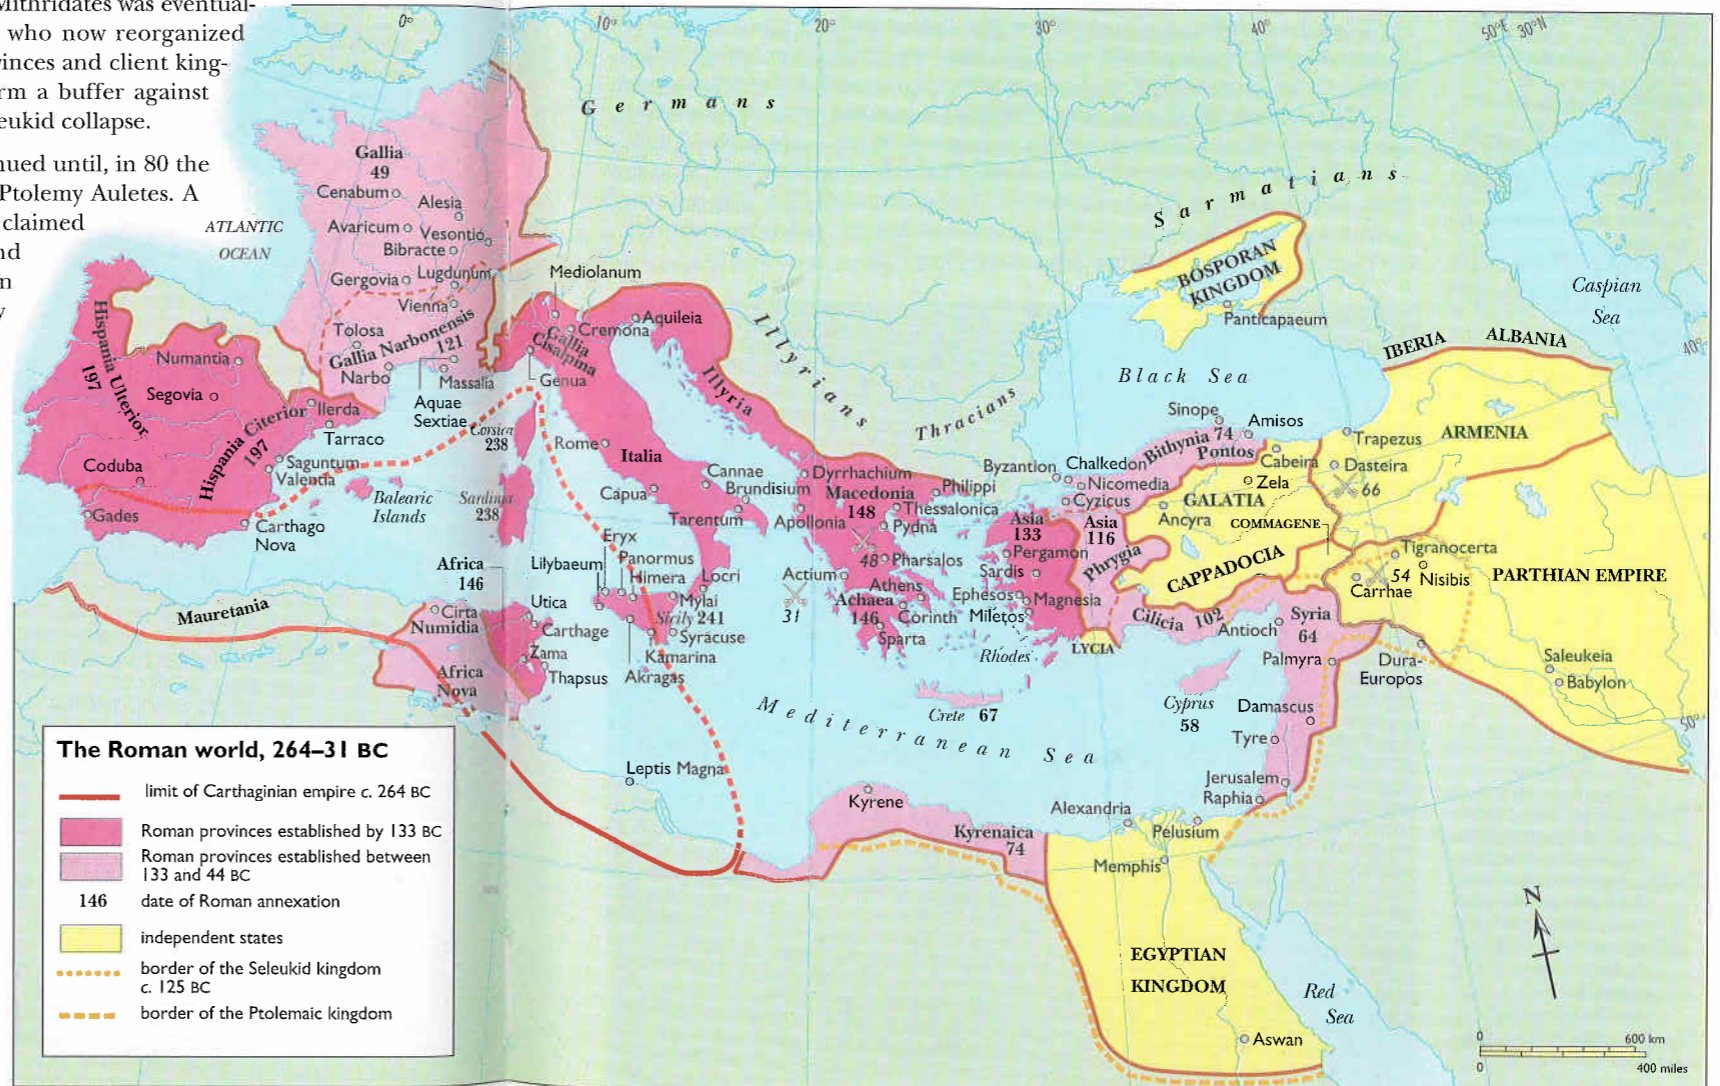 Mithridates was eventual-
who now reorganized
vinces and client king-
rm a buffer against
eukid collapse.
nued until, in 80 the
Ptolemy Auletes. A
claimed
nd
n
y
0°
10°
20°
30°
40°
50°E 30°N
40°
50°
Germans
Sarmatians
Illyrians
Thracians
ATLANTIC
OCEAN
Gallia
49
Cenabum
Alesia
Avaricum
Vesontio
Bibracte
Gergovia
Lugdunum
Vienna
Tolosa
Gallia Narbonensis
121
Narbo
Massalia
Aquae
Sextiae
Mediolanum
Cremona
Aquileia
Gallia
Cisalpina
Genua
Illyria
Hispania Ulterior
197
Numantia
Segovia
Hispania Citerior
197
Ilerda
Tarraco
Saguntum
Valentia
Coduba
Gades
Carthago
Nova
Balearic
Islands
Corsica
238
Sardinia
238
Rome
Italia
Capua
Cannae
Brundisium
Tarentum
Dyrrhachium
Macedonia
148
Philippi
Thessalonica
Apollonia
Pydna
48
Pharsalos
Actium
31
Athens
Achaea
146
Corinth
Sparta
Eryx
Lilybaeum
Panormus
Himera
Locri
Mylai
Sicily 241
Syracuse
Kamarina
Akragas
Africa
146
Utica
Carthage
Zama
Thapsus
Mauretania
Cirta
Numidia
Africa
Nova
Leptis Magna
Mediterranean Sea
Crete 67
Rhodes
Byzantion
Chalkedon
Nicomedia
Cyzicus
Bithynia 74
Pontos
Sinope
Amisos
Cabeira
Zela
Trapezus
Dasteira
66
Asia
133
Asia
116
Pergamon
Sardis
Phrygia
Ephesos
Magnesia
Miletos
LYCIA
GALATIA
Ancyra
COMMAGENE
CAPPADOCIA
Cilicia 102
Antioch
Syria
64
Palmyra
Cyprus
58
Damascus
Tyre
Jerusalem
Raphia
BOSPORAN
KINGDOM
Panticapaeum
Black Sea
Caspian
Sea
IBERIA
ALBANIA
ARMENIA
Tigranocerta
54
Nisibis
Carrhae
PARTHIAN EMPIRE
Dura-
Europos
Saleukeia
Babylon
Kyrene
Kyrenaica
74
Alexandria
Pelusium
Memphis
EGYPTIAN
KINGDOM
Aswan
Red
Sea
The Roman world, 264–31 BC
limit of Carthaginian empire c. 264 BC
Roman provinces established by 133 BC
Roman provinces established between
133 and 44 BC
146 date of Roman annexation
independent states
border of the Seleukid kingdom
c. 125 BC
border of the Ptolemaic kingdom
N
0 600 km
0 400 miles